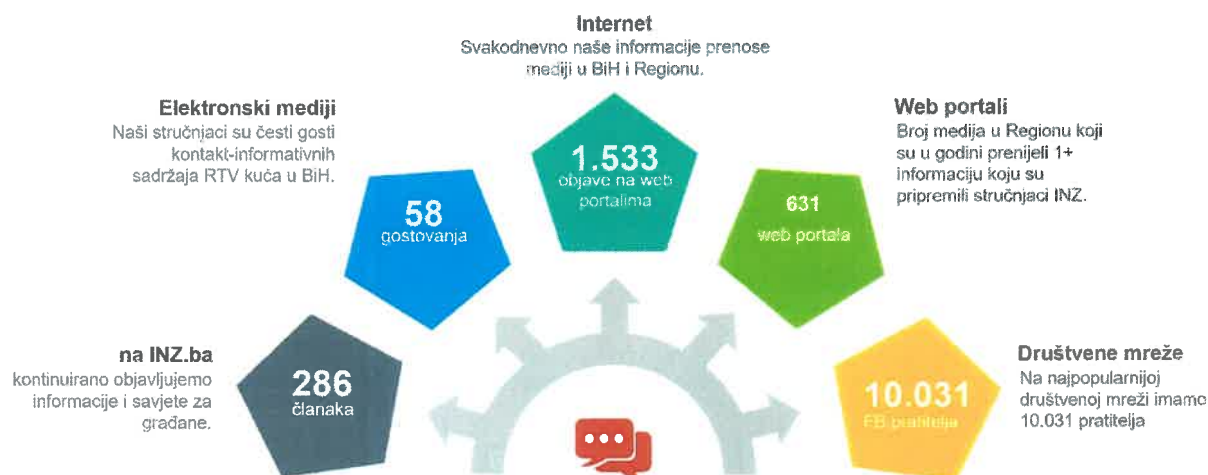 Internet
Svakodnevno naše informacije prenose
mediji u BiH i Regionu.
Elektronski mediji
Naši stručnjaci su česti gosti
kontakt-informativnih
sadržaja RTV kuća u BiH.
Web portali
Broj medija u Regionu koji
su u godini prenijeli 1+
informaciju koju su
pripremili stručnjaci INZ.
1.533
objave na web
portalima
58
gostovanja
631
web portala
na INZ.ba
kontinuirano objavljujemo
informacije i savjete za
građane.
286
članaka
10.031
FB pratitelja
Društvene mreže
Na najpopularnijoj
društvenoj mreži imamo
10.031 pratitelja